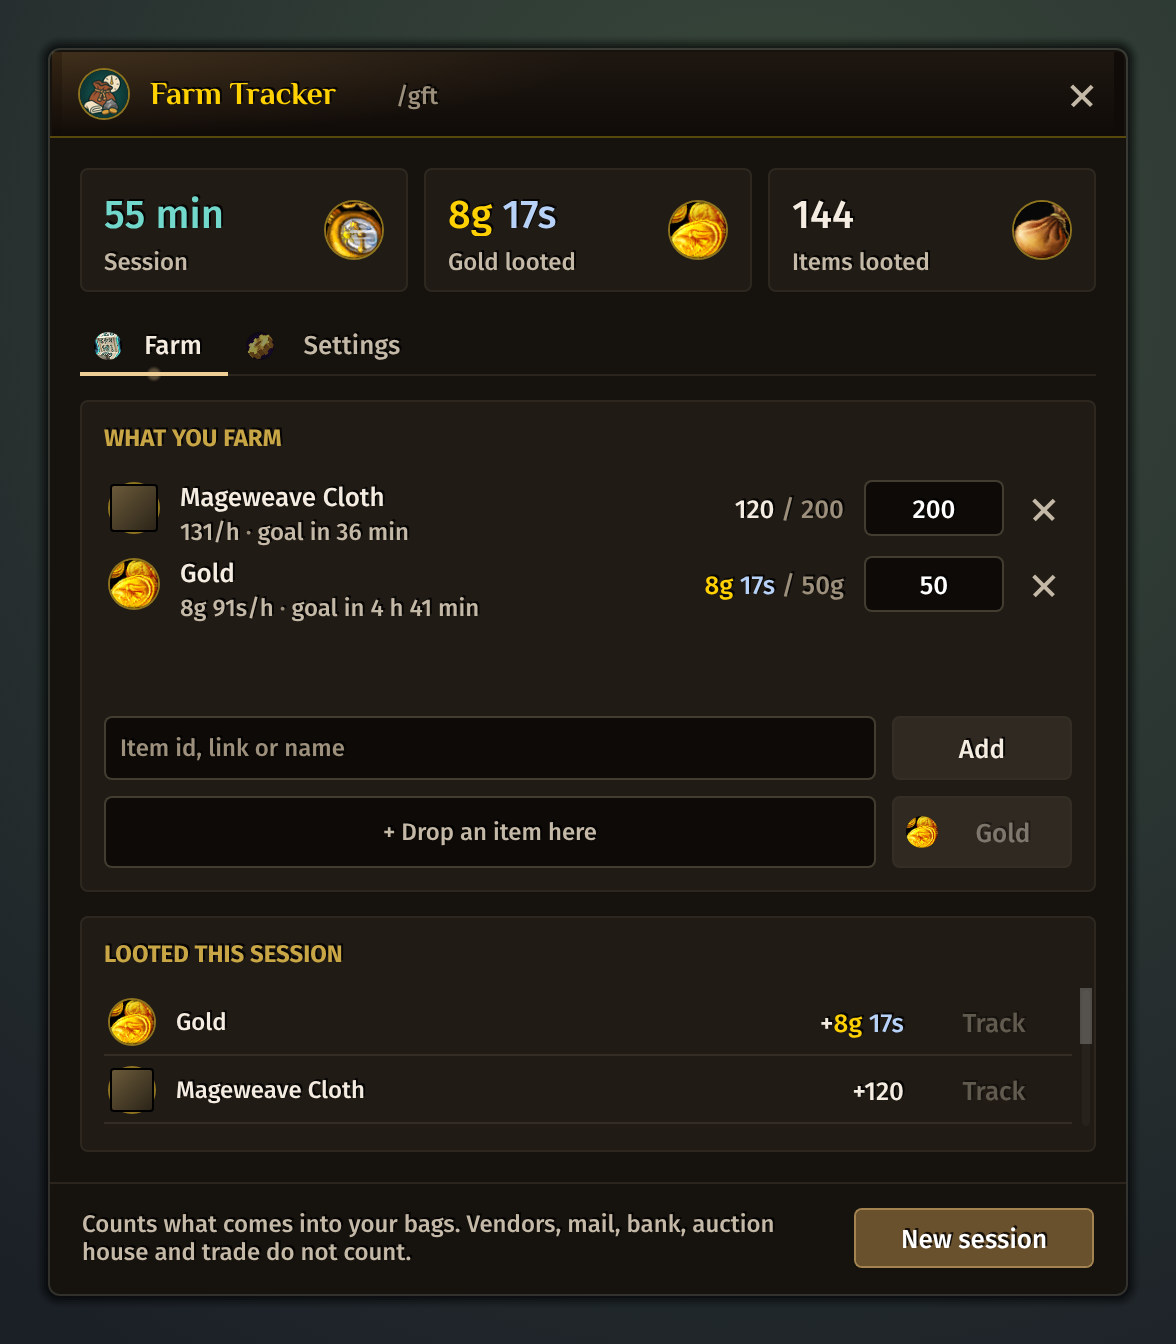 Farm Tracker /gft
55 min
Session
8g 17s
Gold looted
144
Items looted
Farm
Settings
WHAT YOU FARM
Mageweave Cloth
131/h · goal in 36 min
120 / 200
200
Gold
8g 91s/h · goal in 4 h 41 min
8g 17s / 50g
50
Item id, link or name
Add
+ Drop an item here
Gold
LOOTED THIS SESSION
Gold
+8g 17s
Track
Mageweave Cloth
+120
Track
Counts what comes into your bags. Vendors, mail, bank, auction
house and trade do not count.
New session